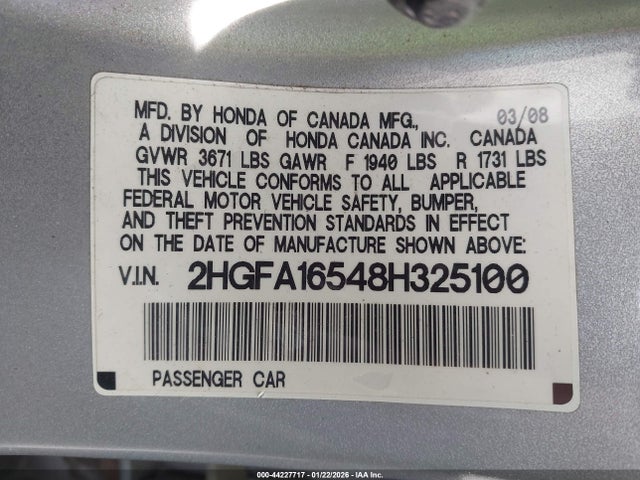 MFD. BY HONDA OF CANADA MFG., 03/08
A DIVISION OF HONDA CANADA INC. CANADA
GVWR 3671 LBS GAWR F 1940 LBS R 1731 LBS
THIS VEHICLE CONFORMS TO ALL APPLICABLE
FEDERAL MOTOR VEHICLE SAFETY, BUMPER,
AND THEFT PREVENTION STANDARDS IN EFFECT
ON THE DATE OF MANUFACTURE SHOWN ABOVE:
V.I.N. 2HGFA16548H325100
PASSENGER CAR
000-44227717 - 01/22/2026 - IAA Inc.